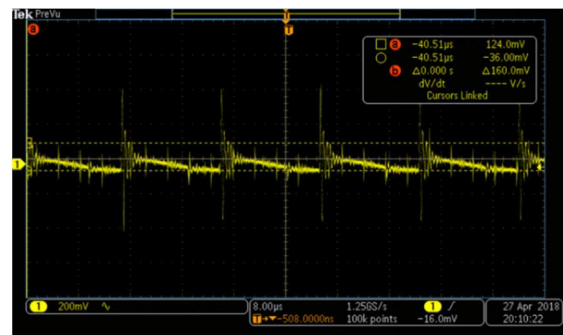 Tek PreVu
T
a
T
a −40.51µs 124.0mV
−40.51µs −36.00mV
b Δ0.000 s Δ160.0mV
dV/dt ---- V/s
Cursors Linked
1
1 200mV
8.00µs 1.25GS/s 1
T→▼−508.0000ns 100k points −16.0mV
27 Apr 2018
20:10:22